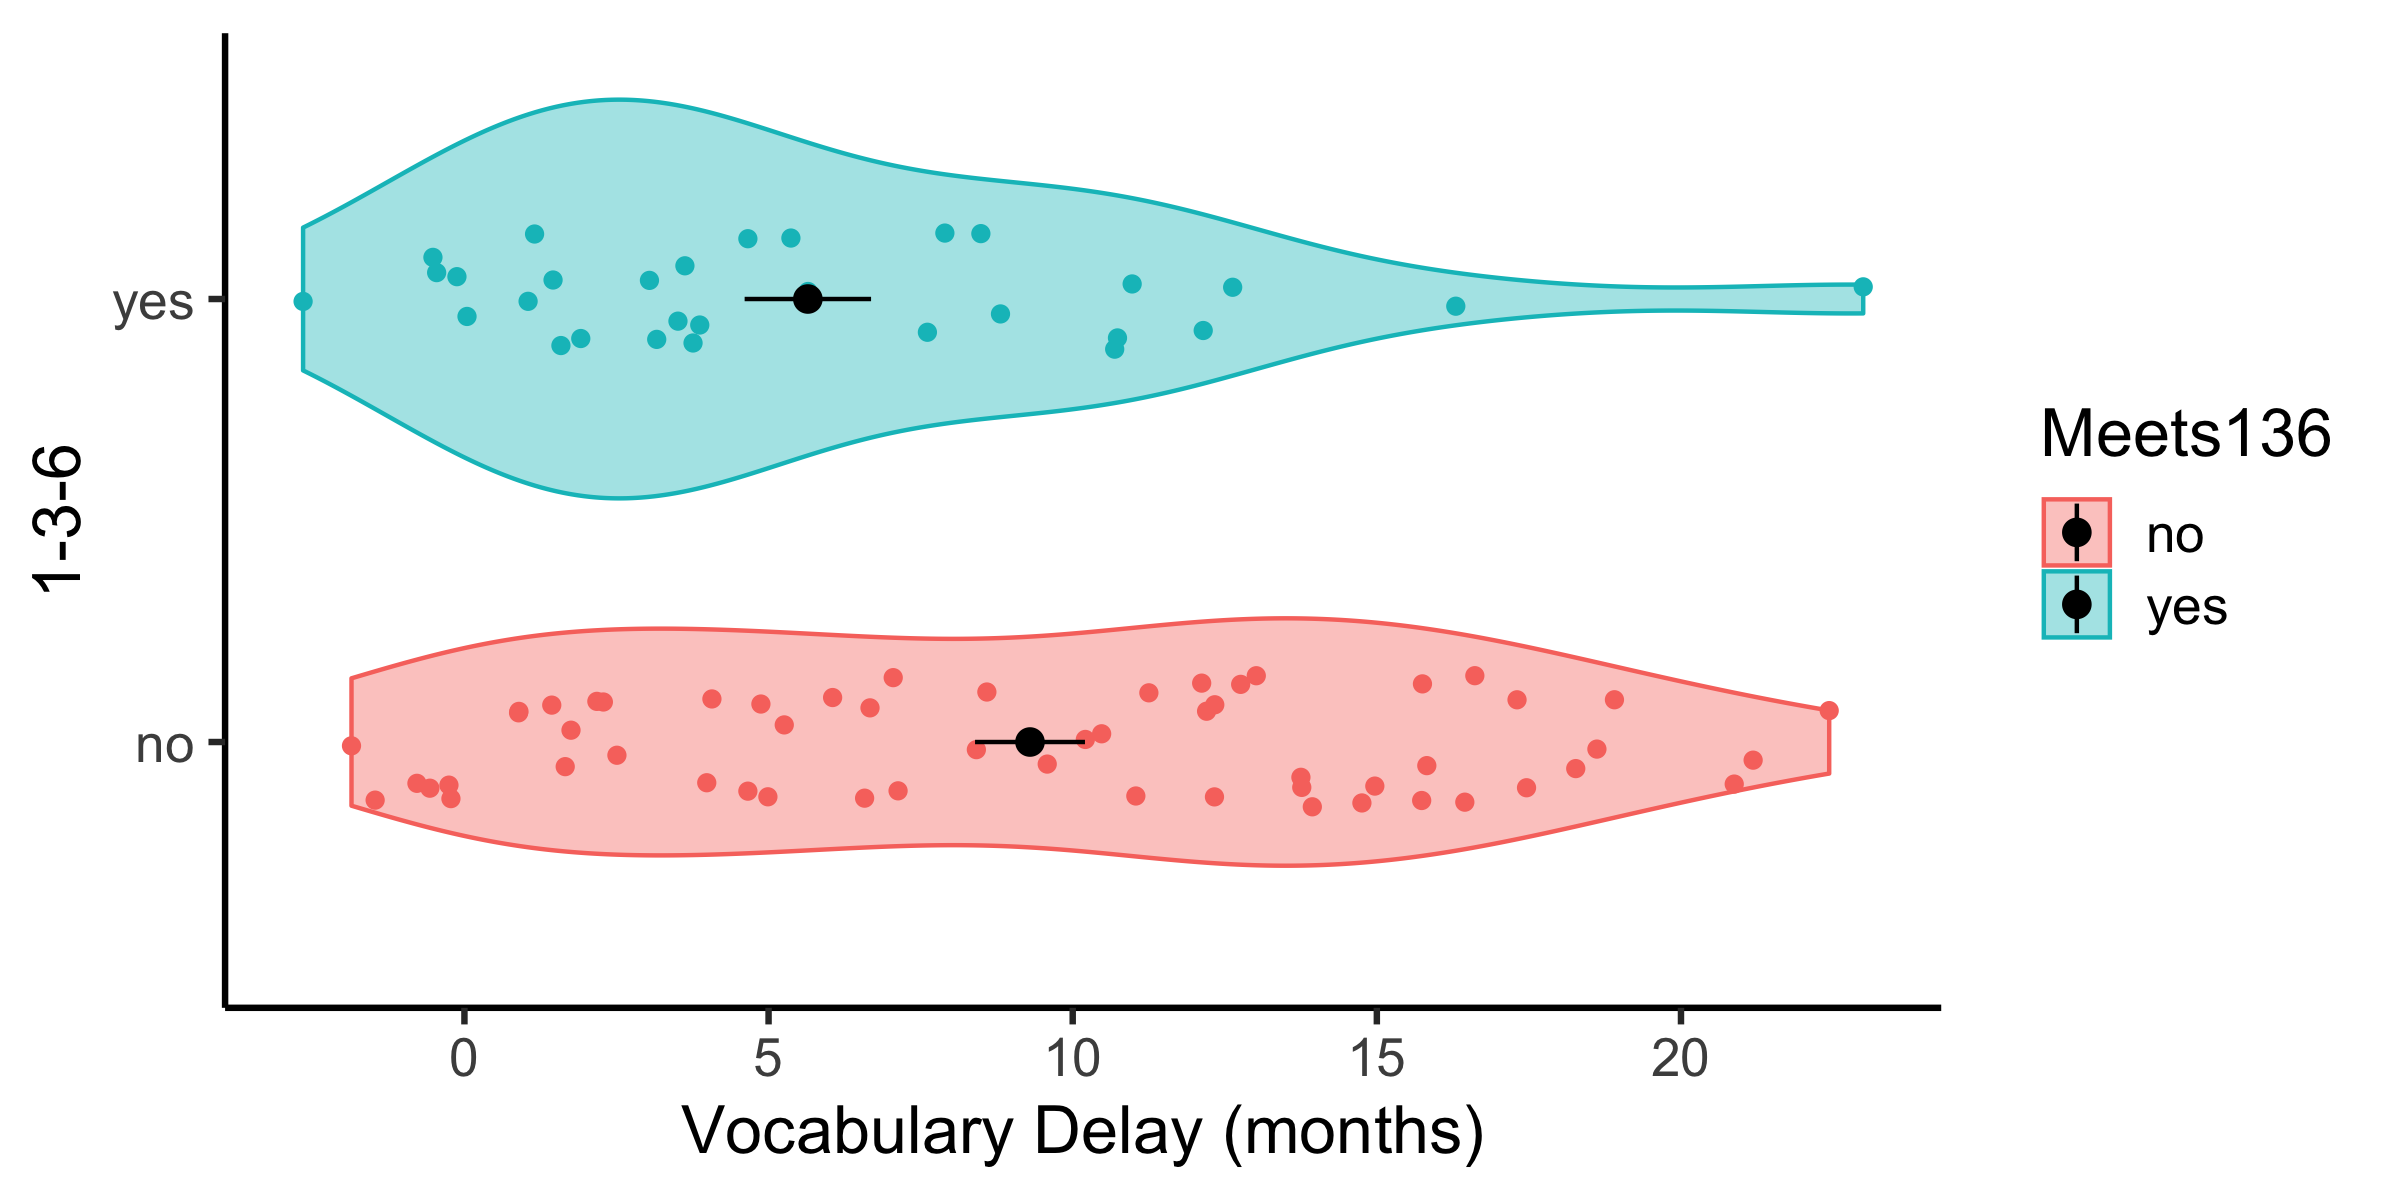 1-3-6
yes
no
0 5 10 15 20
Vocabulary Delay (months)
Meets136
no
yes